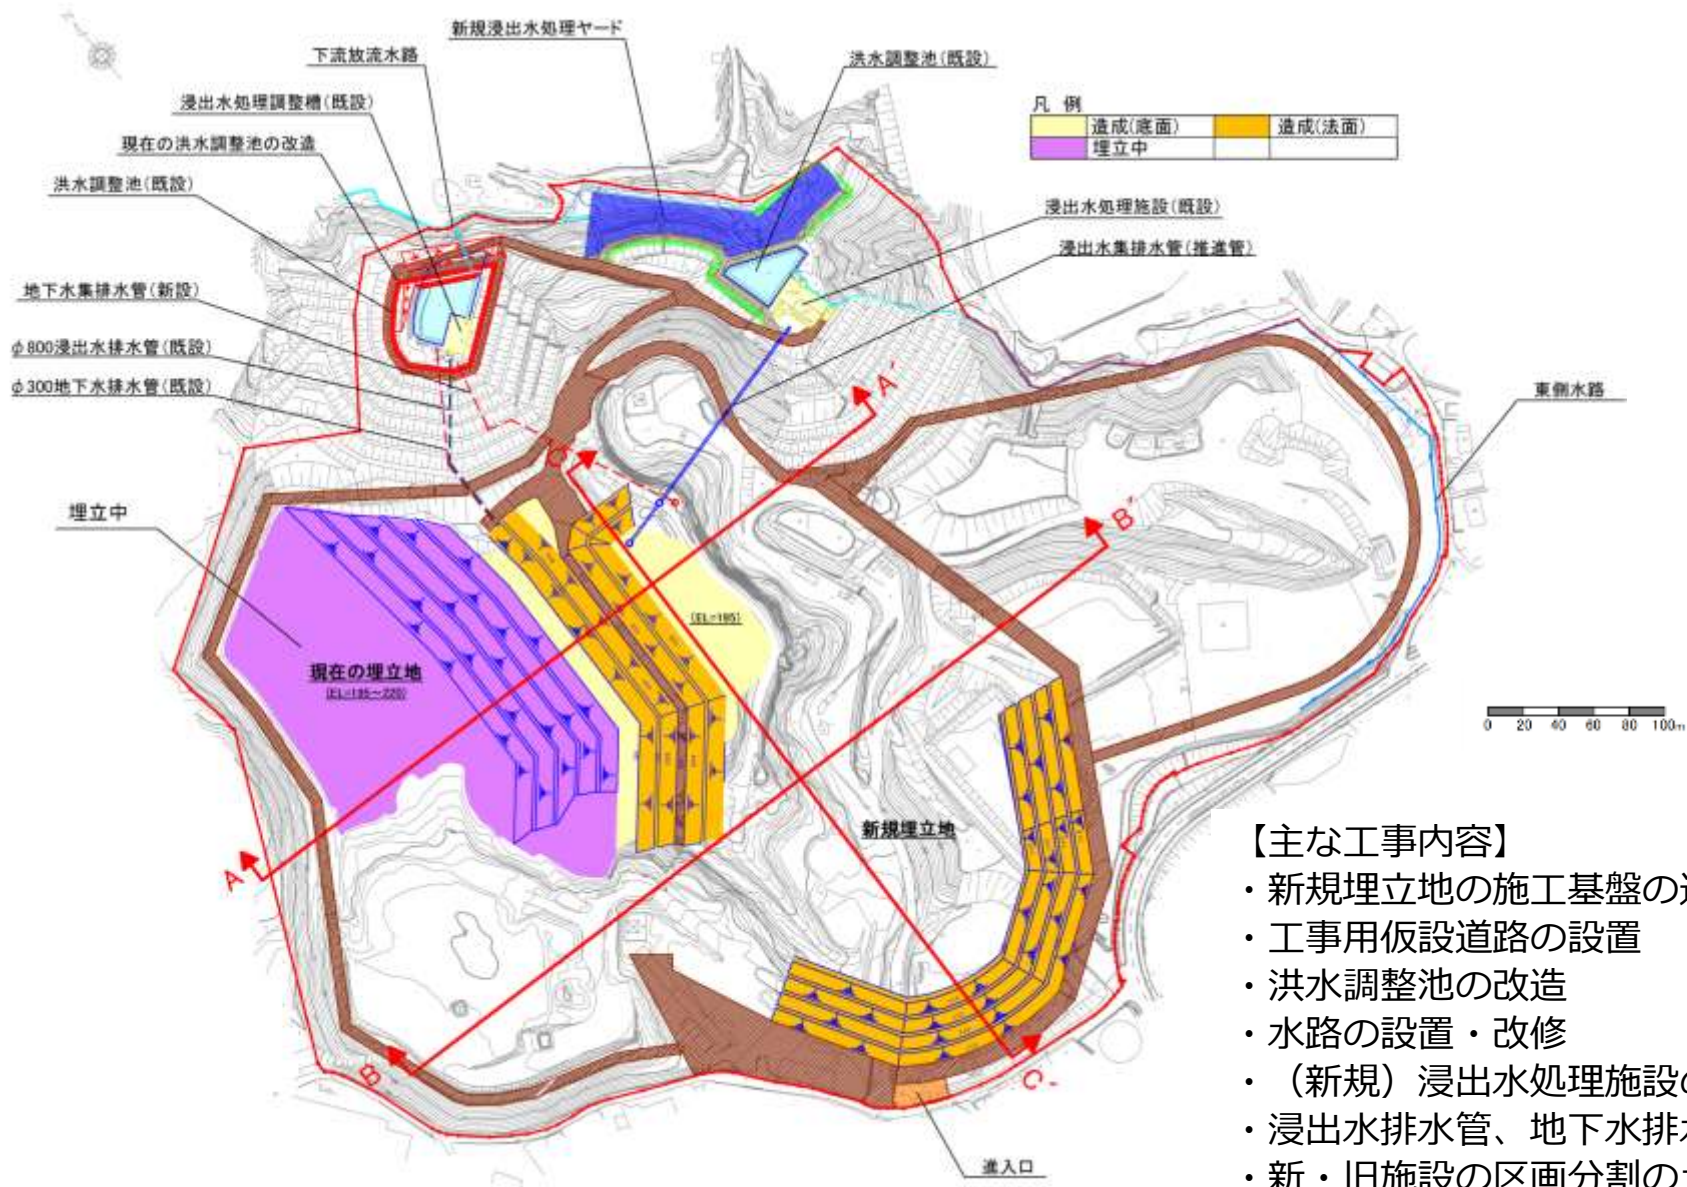 新規浸出水処理ヤード
下流放流水路
洪水調整池(既設)
浸出水処理調整槽(既設)
凡 例
造成(底面) 造成(法面)
埋立中
現在の洪水調整池の改造
洪水調整池(既設)
浸出水処理施設(既設)
浸出水集排水管(推進管)
地下水集排水管(新設)
φ800浸出水排水管(既設)
φ300地下水排水管(既設)
A'
東側水路
C
埋立中
B'
(EL=195)
現在の埋立地
0 20 40 60 80 100m
新規埋立地
A
B
C'
進入口
【主な工事内容】
・新規埋立地の施工基盤の
・工事用仮設道路の設置
・洪水調整池の改造
・水路の設置・改修
・（新規）浸出水処理施設の
・浸出水排水管、地下水排水
・新・旧施設の区画分割の